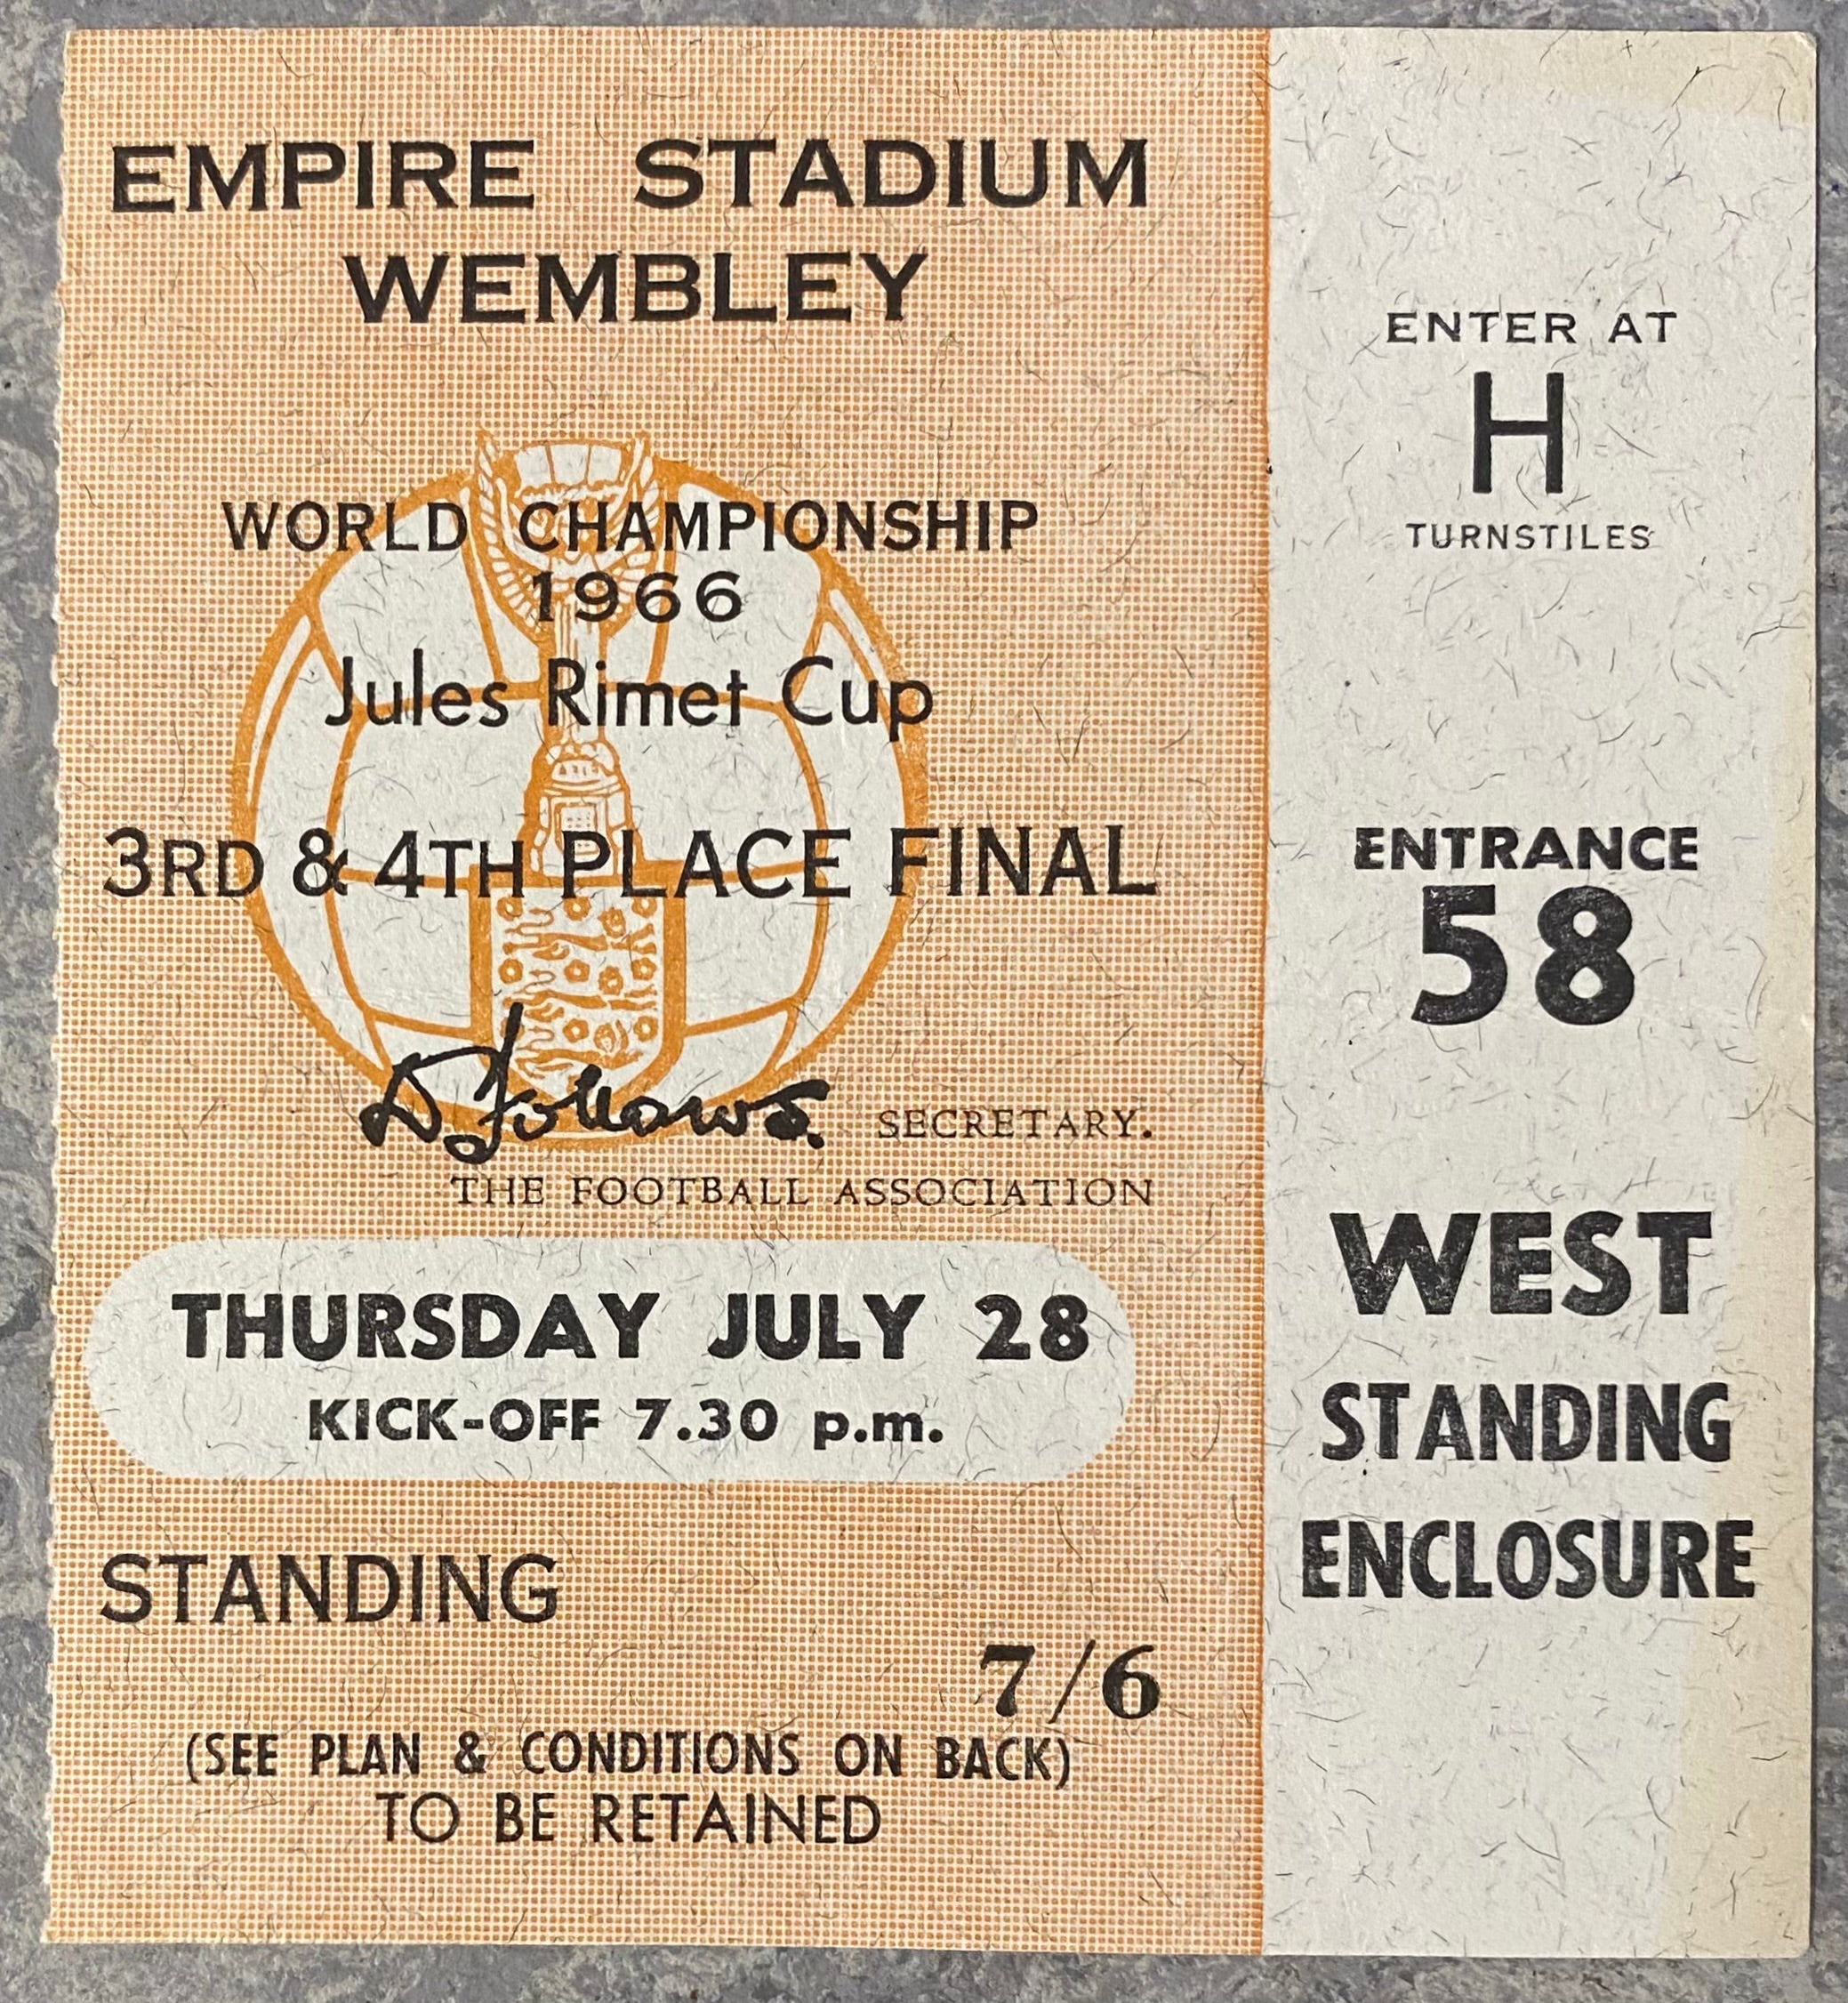 EMPIRE STADIUM
WEMBLEY
WORLD CHAMPIONSHIP
1966
Jules Rimet Cup
3RD & 4TH PLACE FINAL
D. Follows. SECRETARY.
THE FOOTBALL ASSOCIATION
THURSDAY JULY 28
KICK-OFF 7.30 p.m.
STANDING
7/6
(SEE PLAN & CONDITIONS ON BACK)
TO BE RETAINED
ENTER AT
H
TURNSTILES
ENTRANCE
58
WEST
STANDING
ENCLOSURE